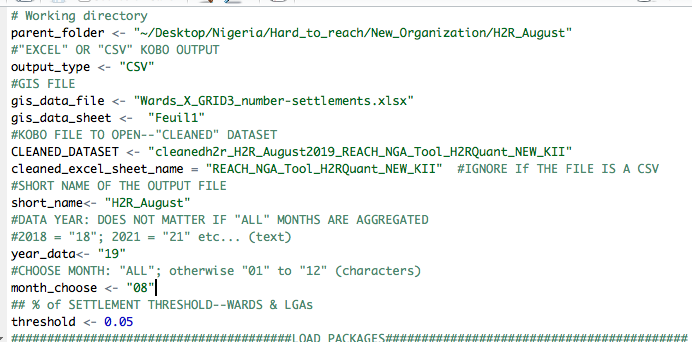 # Working directory
parent_folder <- "~/Desktop/Nigeria/Hard_to_reach/New_Organization/H2R_August"
#"EXCEL" OR "CSV" KOBO OUTPUT
output_type <- "CSV"
#GIS FILE
gis_data_file <- "Wards_X_GRID3_number-settlements.xlsx"
gis_data_sheet <-  "Feuil1"
#KOBO FILE TO OPEN--"CLEANED" DATASET
CLEANED_DATASET <- "cleanedh2r_H2R_August2019_REACH_NGA_Tool_H2RQuant_NEW_KII"
cleaned_excel_sheet_name = "REACH_NGA_Tool_H2RQuant_NEW_KII"  #IGNORE If THE FILE IS A CSV
#SHORT NAME OF THE OUTPUT FILE
short_name<- "H2R_August"
#DATA YEAR: DOES NOT MATTER IF "ALL" MONTHS ARE AGGREGATED
#2018 = "18"; 2021 = "21" etc... (text)
year_data<- "19"
#CHOOSE MONTH: "ALL"; otherwise "01" to "12" (characters)
month_choose <- "08"
## % of SETTLEMENT THRESHOLD--WARDS & LGAs
threshold <- 0.05
#######################################LOAD PACKAGES##########################################